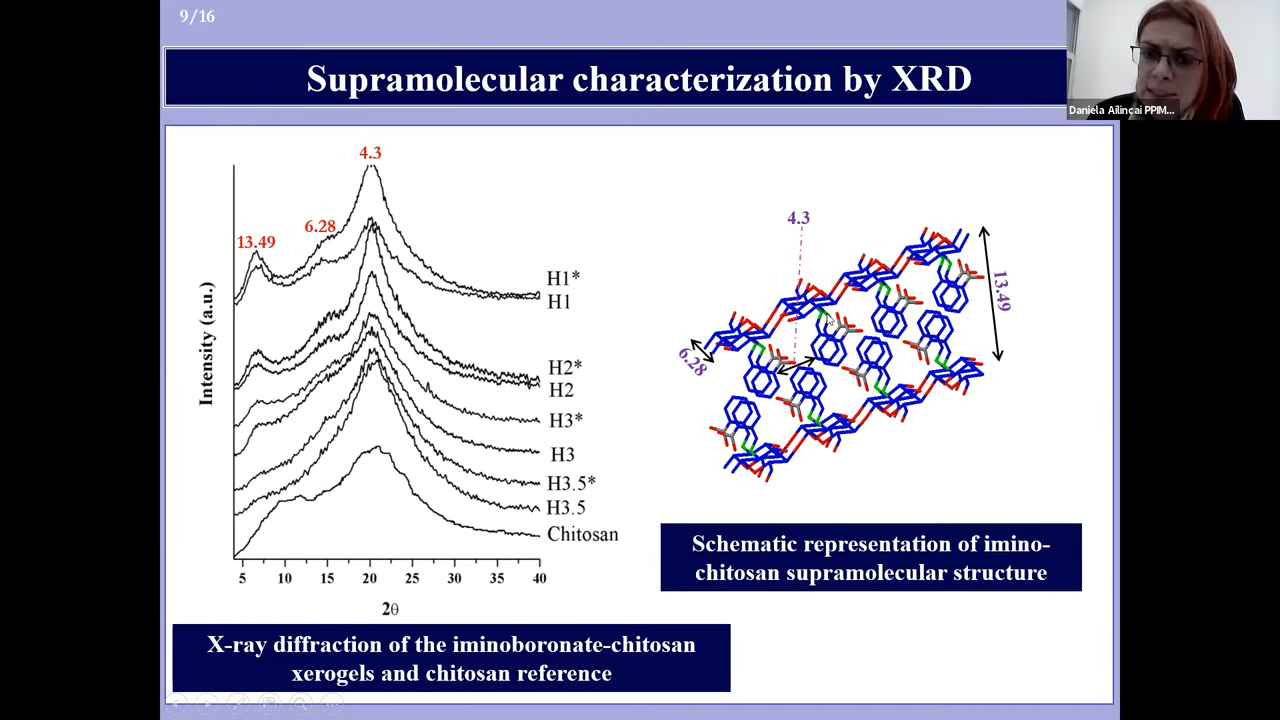 9/16
Supramolecular characterization by XRD
Daniela Ailincai PPIM...
4.3
6.28
13.49
H1*
H1
H2*
H2
H3*
H3
H3.5*
H3.5
Chitosan
Intensity (a.u.)
5 10 15 20 25 30 35 40
2θ
X-ray diffraction of the iminoboronate-chitosan
xerogels and chitosan reference
4.3
13.49
6.28
Schematic representation of imino-
chitosan supramolecular structure